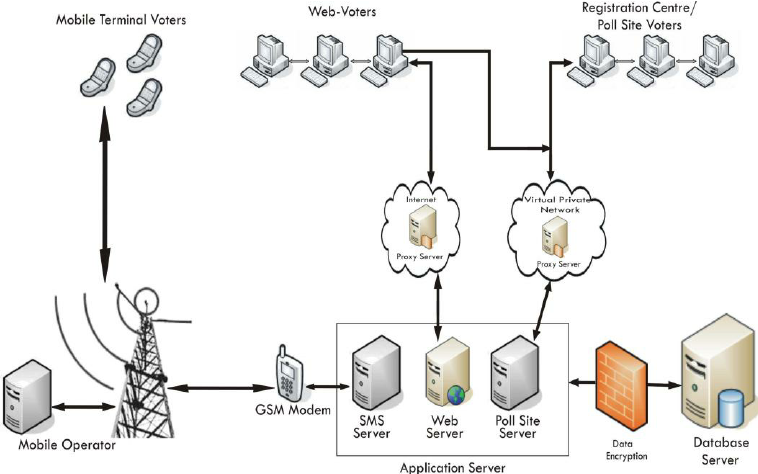 Mobile Terminal Voters
Web-Voters
Registration Centre/
Poll Site Voters
Internet
Proxy Server
Virtual Private
Network
Proxy Server
Mobile Operator
GSM Modem
SMS
Server
Web
Server
Poll Site
Server
Application Server
Data
Encryption
Database
Server